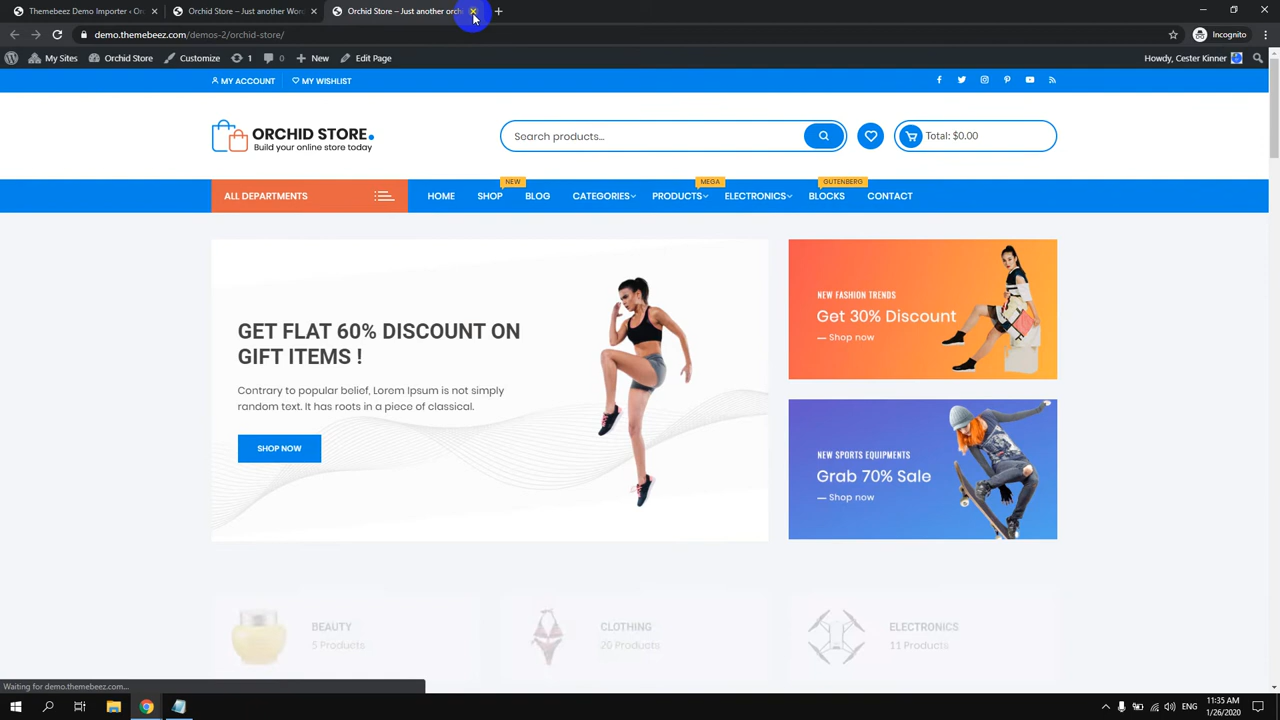 Themebeez Demo Importer ‹ Orc
Orchid Store – Just another Wor
Orchid Store – Just another orchi
demo.themebeez.com/demos-2/orchid-store/
Incognito
My Sites
Orchid Store
Customize
1
0
New
Edit Page
Howdy, Cester Kinner
MY ACCOUNT
MY WISHLIST
ORCHID STORE.
Build your online store today
Search products...
Total: $0.00
NEW
MEGA
GUTENBERG
ALL DEPARTMENTS
HOME
SHOP
BLOG
CATEGORIES
PRODUCTS
ELECTRONICS
BLOCKS
CONTACT
GET FLAT 60% DISCOUNT ON
GIFT ITEMS !
Contrary to popular belief, Lorem Ipsum is not simply
random text. It has roots in a piece of classical.
SHOP NOW
NEW FASHION TRENDS
Get 30% Discount
Shop now
NEW SPORTS EQUIPMENTS
Grab 70% Sale
Shop now
BEAUTY
5 Products
CLOTHING
20 Products
ELECTRONICS
11 Products
Waiting for demo.themebeez.com...
ENG
11:35 AM
1/26/2020